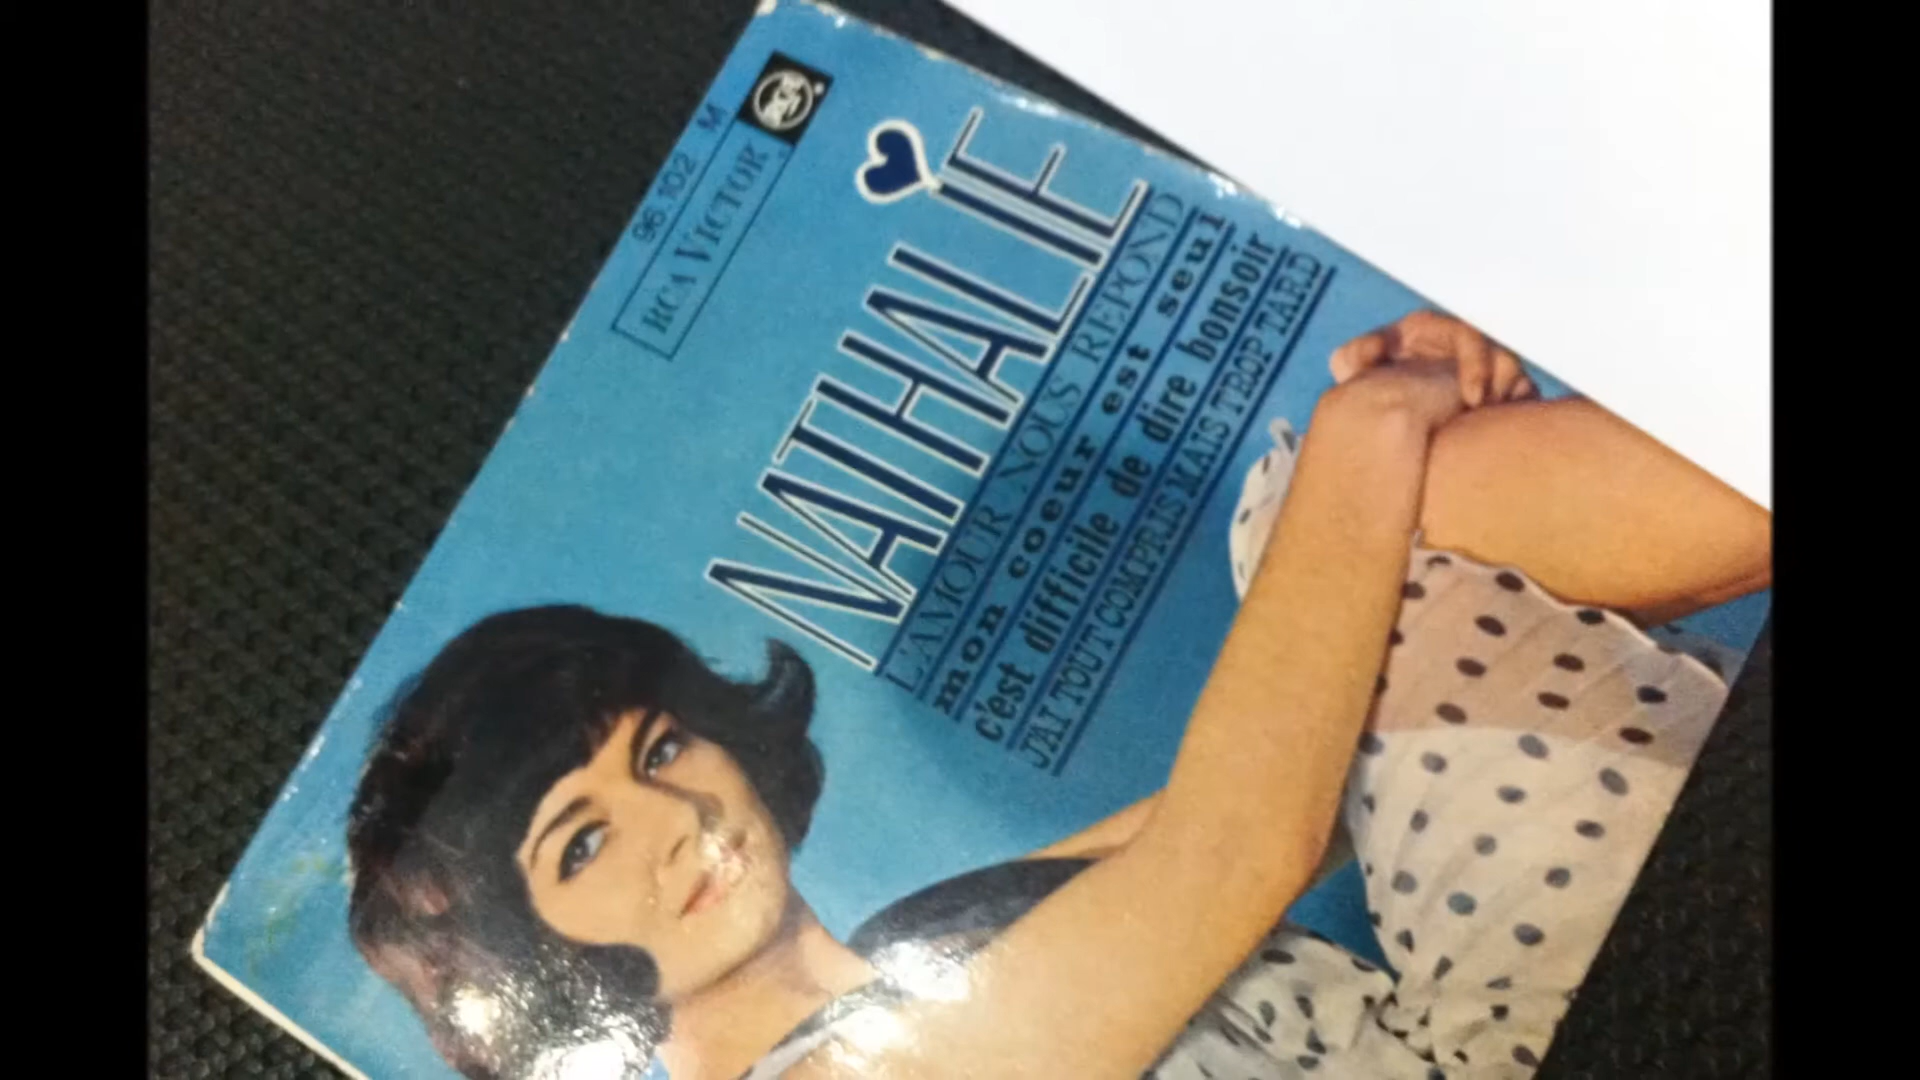 96.102 M
RCA VICTOR
NATHALIE
L'AMOUR NOUS REPOND
mon coeur est seul
c'est difficile de dire bonsoir
J'AI TOUT COMPRIS MAIS TROP TARD